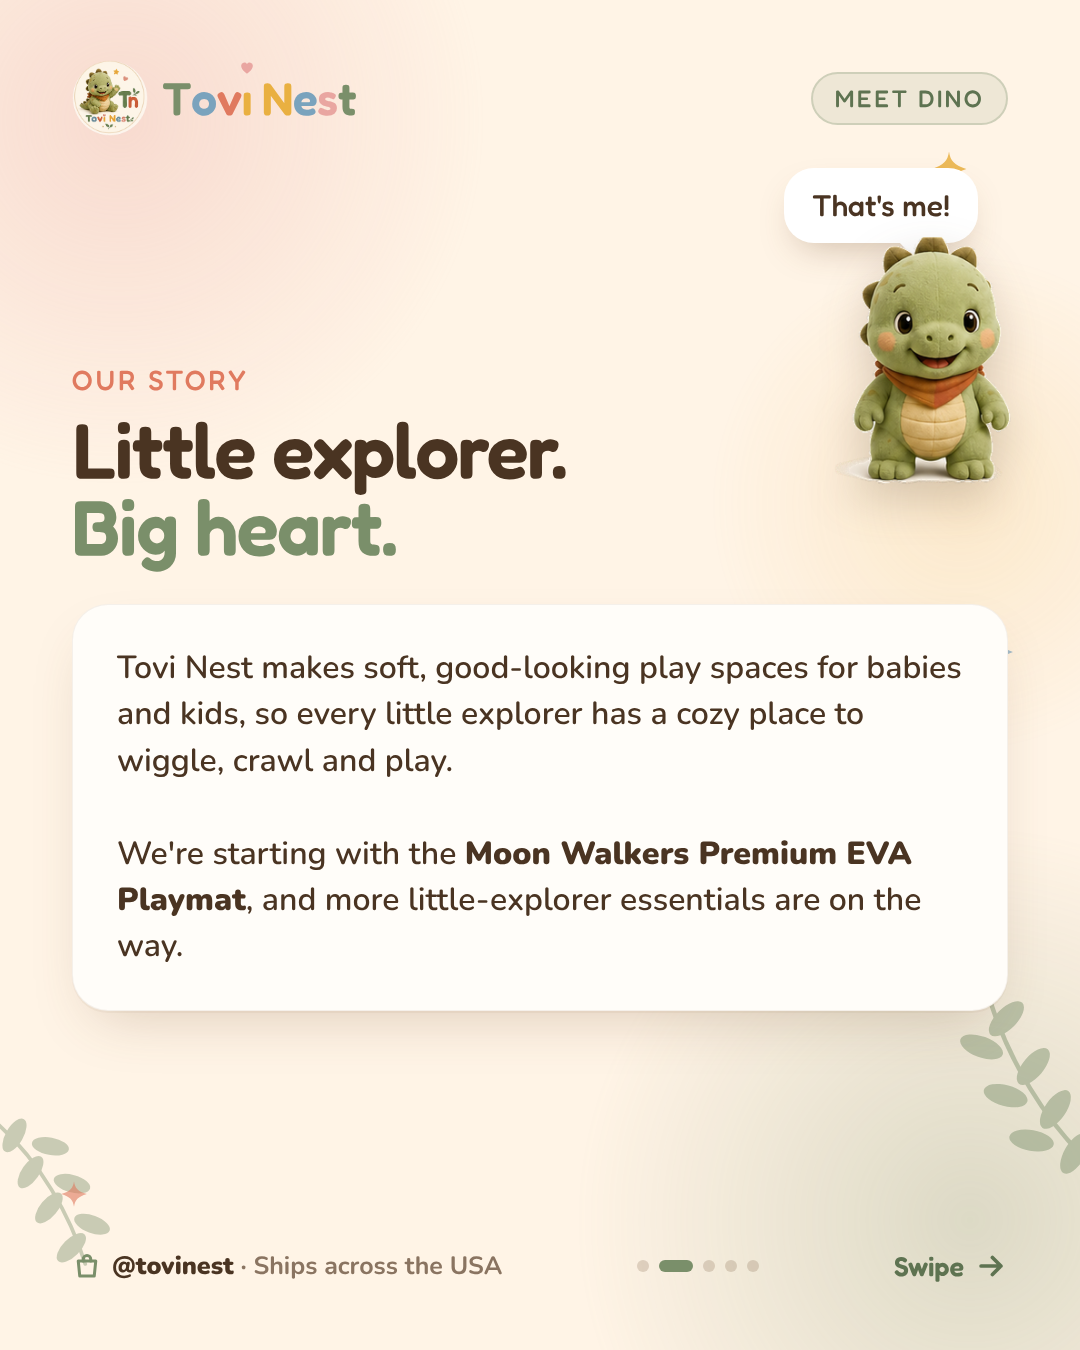 Tn
Tovi Nest
Tovi Nest
MEET DINO
That's me!
OUR STORY
Little explorer.
Big heart.
Tovi Nest makes soft, good-looking play spaces for babies
and kids, so every little explorer has a cozy place to
wiggle, crawl and play.
We're starting with the Moon Walkers Premium EVA
Playmat, and more little-explorer essentials are on the
way.
@tovinest · Ships across the USA
Swipe →